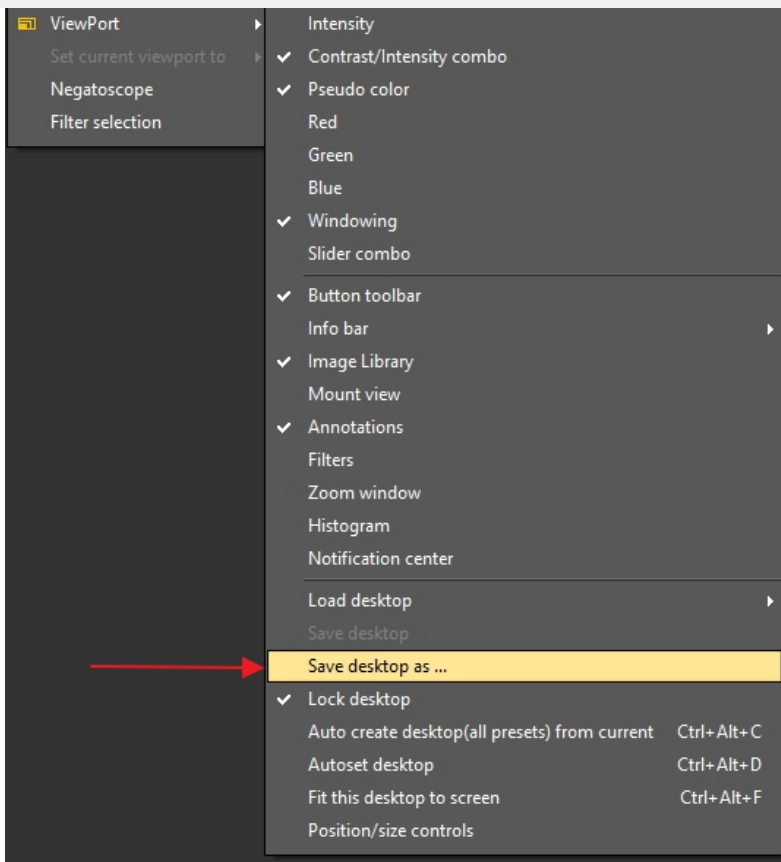 ViewPort
Set current viewport to
Negatoscope
Filter selection
Intensity
Contrast/Intensity combo
Pseudo color
Red
Green
Blue
Windowing
Slider combo
Button toolbar
Info bar
Image Library
Mount view
Annotations
Filters
Zoom window
Histogram
Notification center
Load desktop
Save desktop
Save desktop as ...
Lock desktop
Auto create desktop(all presets) from current Ctrl+Alt+C
Autoset desktop Ctrl+Alt+D
Fit this desktop to screen Ctrl+Alt+F
Position/size controls